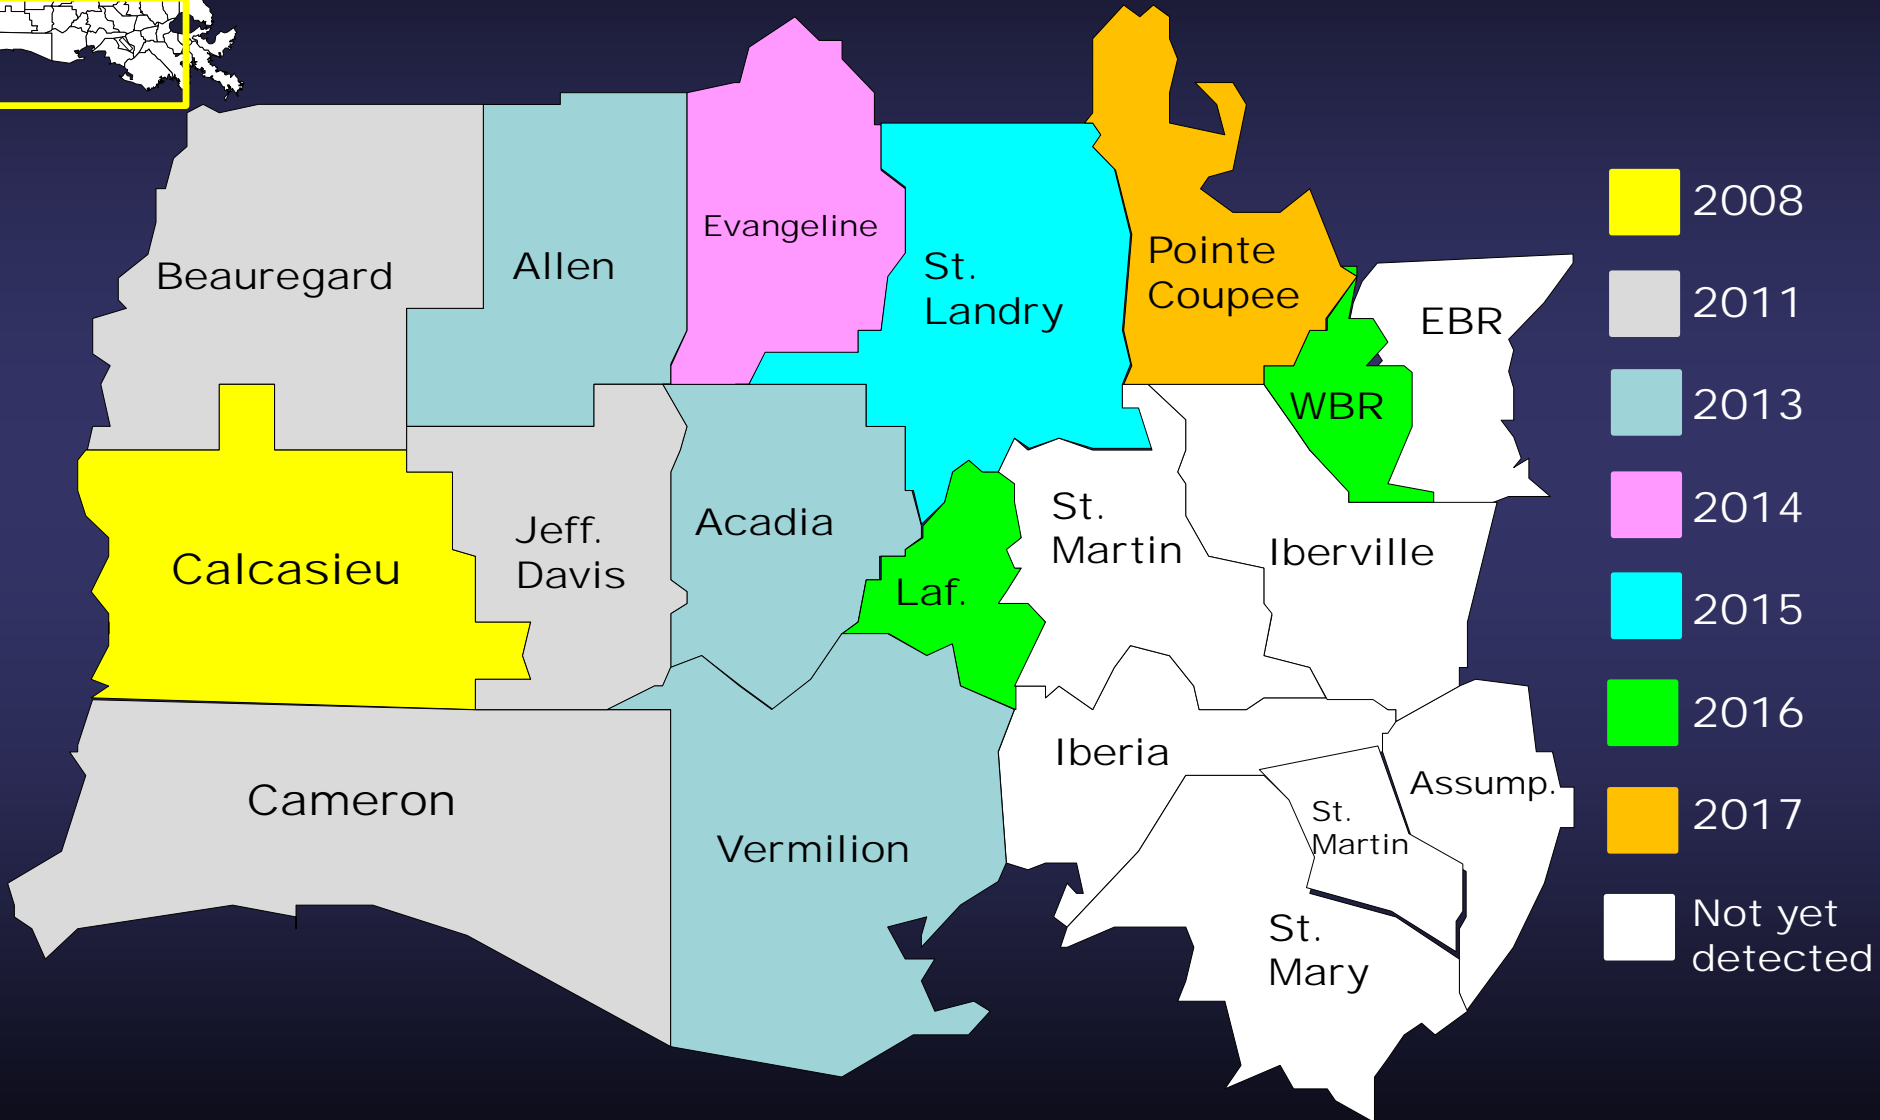 Evangeline
Beauregard
Allen
St.
Landry
Pointe
Coupee
EBR
WBR
Calcasieu
Jeff.
Davis
Acadia
Laf.
St.
Martin
Iberville
Cameron
Vermilion
Iberia
Assump.
St.
Martin
St.
Mary
2008
2011
2013
2014
2015
2016
2017
Not yet
detected